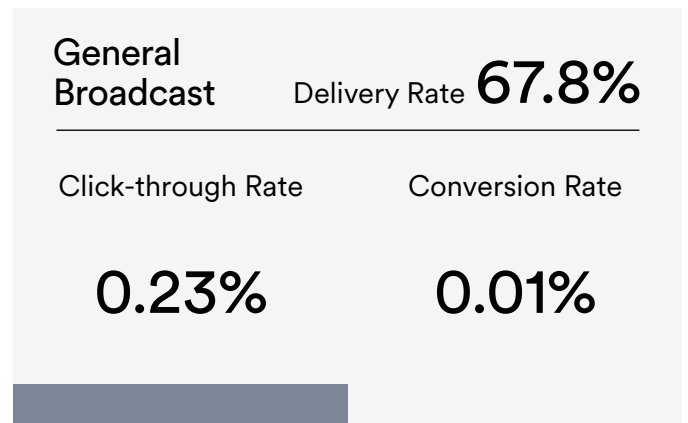 General
Broadcast
Delivery Rate 67.8%
Click-through Rate
Conversion Rate
0.23%
0.01%